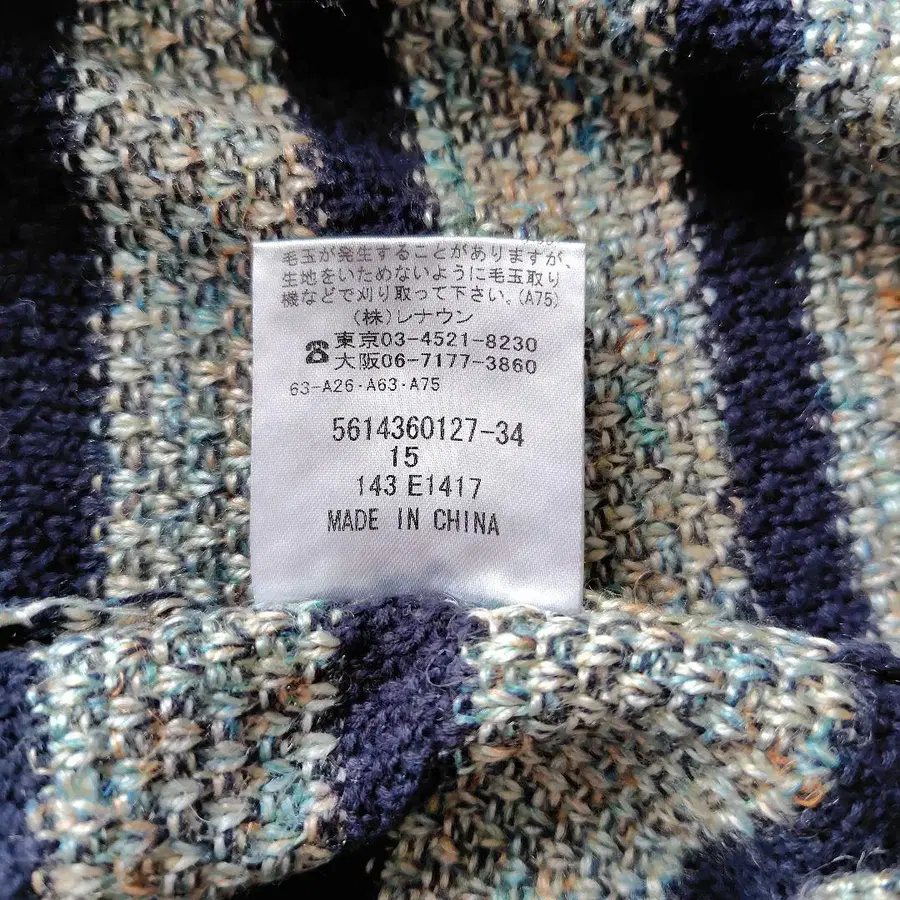 毛玉が発生することがありますが、
生地をいためないように毛玉取り
機などで刈り取って下さい。(A75)
(株)レナウン
☎東京03-4521-8230
大阪06-7177-3860
63-A26・A63・A75
5614360127-34
15
143 E1417
MADE IN CHINA